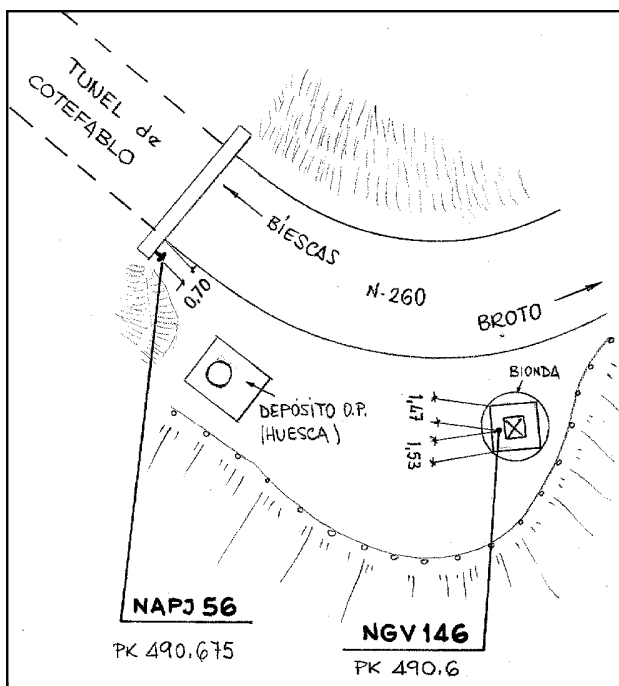 TUNEL de
COTEFABLO
BIESCAS
0,70
N-260
BROTO
BIONDA
DEPÓSITO O.P.
(HUESCA)
1,47
1,53
NAPJ 56
PK 490.675
NGV 146
PK 490.6